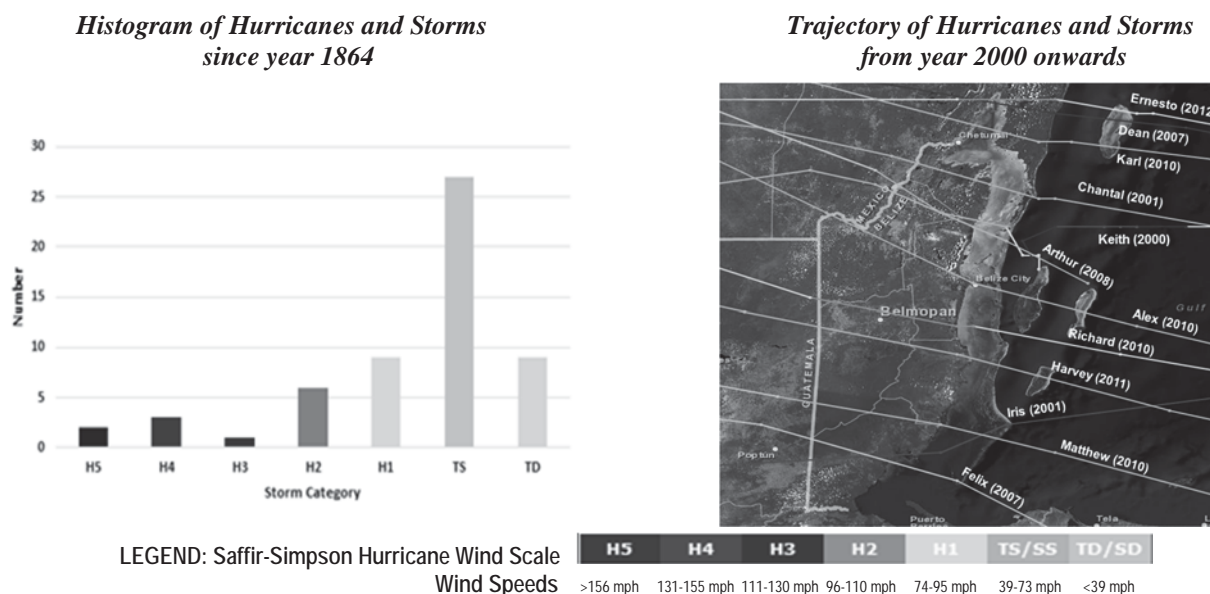 Histogram of Hurricanes and Storms
since year 1864
Number
30
25
20
15
10
5
0
H5 H4 H3 H2 H1 TS TD
Storm Category
Trajectory of Hurricanes and Storms
from year 2000 onwards
Ernesto (2012
Dean (2007)
Chetumal
Karl (2010)
Chantal (2001)
MEXICO
BELIZE
Keith (2000)
Arthur (2008)
Belize City
Gulf
Alex (2010)
Belmopan
Richard (2010)
Harvey (2011)
GUATEMALA
Iris (2001)
Matthew (2010)
Poptún
Felix (2007)
Puerto
Tela
LEGEND: Saffir-Simpson Hurricane Wind Scale
H5 H4 H3 H2 H1 TS/SS TD/SD
Wind Speeds
>156 mph 131-155 mph 111-130 mph 96-110 mph 74-95 mph 39-73 mph <39 mph